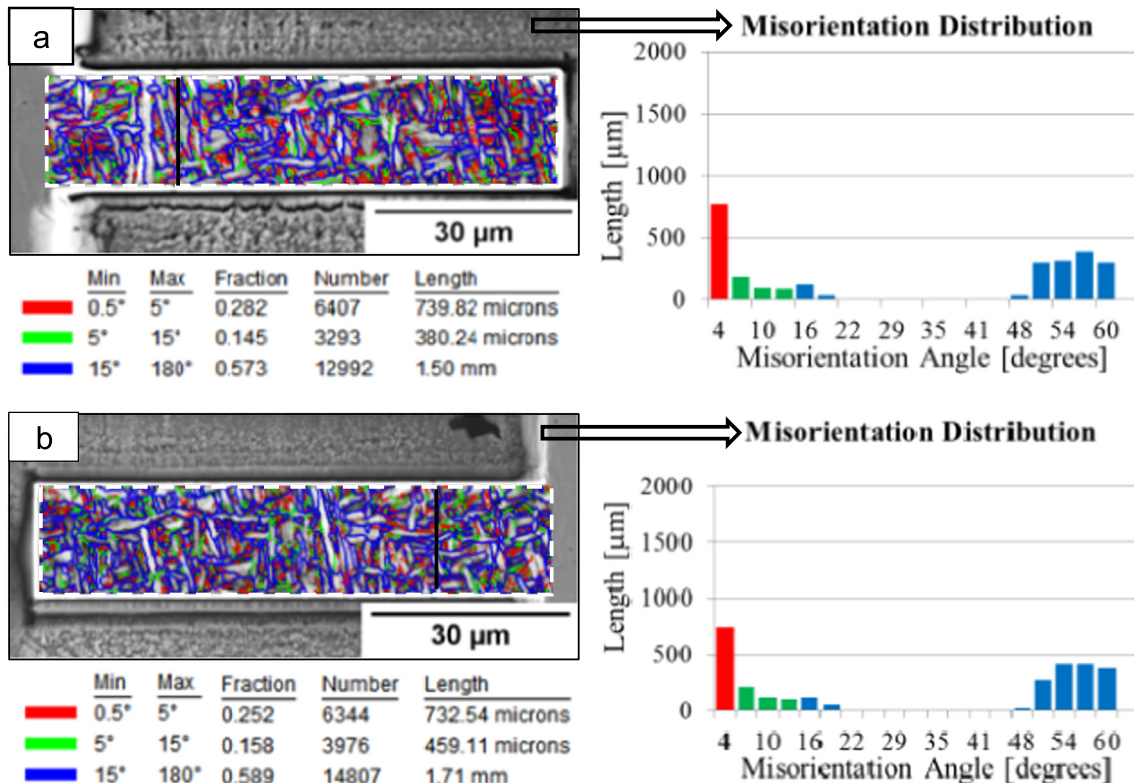 a
30 µm
Min Max Fraction Number Length
0.5° 5° 0.282 6407 739.82 microns
5° 15° 0.145 3293 380.24 microns
15° 180° 0.573 12992 1.50 mm
Misorientation Distribution
Length [µm]
2000
1500
1000
500
0
4 10 16 22 29 35 41 48 54 60
Misorientation Angle [degrees]
b
30 µm
Min Max Fraction Number Length
0.5° 5° 0.252 6344 732.54 microns
5° 15° 0.158 3976 459.11 microns
15° 180° 0.589 14807 1.71 mm
Misorientation Distribution
Length [µm]
2000
1500
1000
500
0
4 10 16 22 29 35 41 48 54 60
Misorientation Angle [degrees]